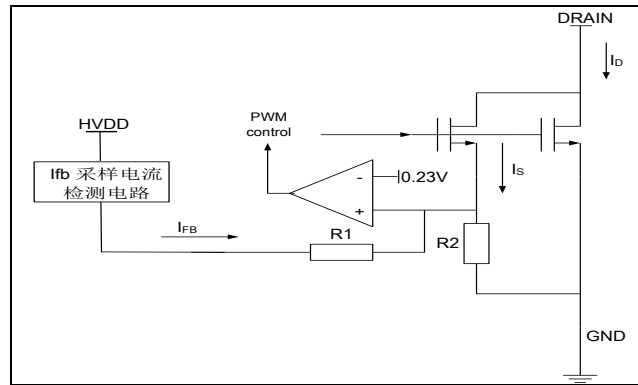 DRAIN
ID
HVDD
PWM
control
Ifb 采样电流
检测电路
-
0.23V
IS
+
IFB
R1
R2
GND